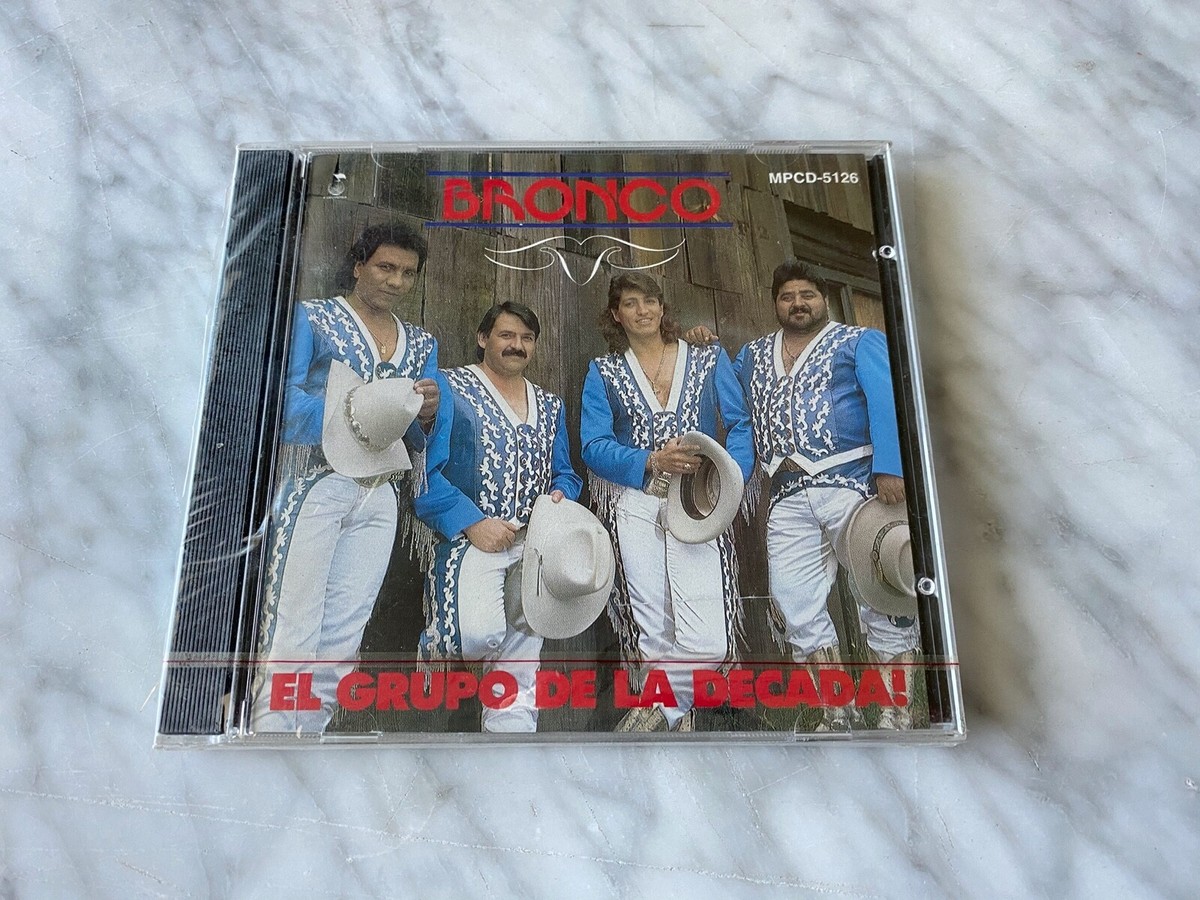 BRONCO
MPCD-5126
EL GRUPO DE LA DECADA!